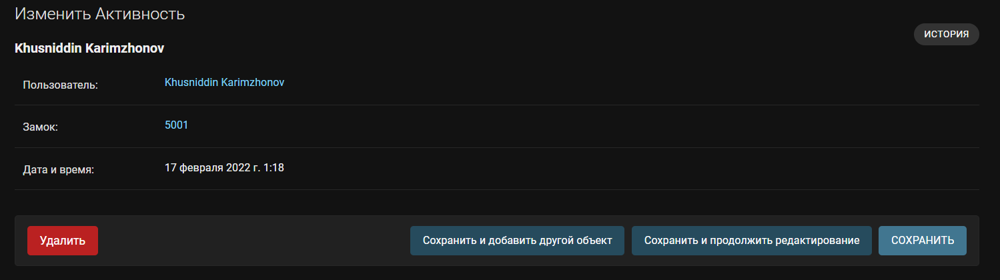 Изменить Активность
ИСТОРИЯ
Khusniddin Karimzhonov
Пользователь: Khusniddin Karimzhonov
Замок: 5001
Дата и время: 17 февраля 2022 г. 1:18
Удалить Сохранить и добавить другой объект Сохранить и продолжить редактирование СОХРАНИТЬ